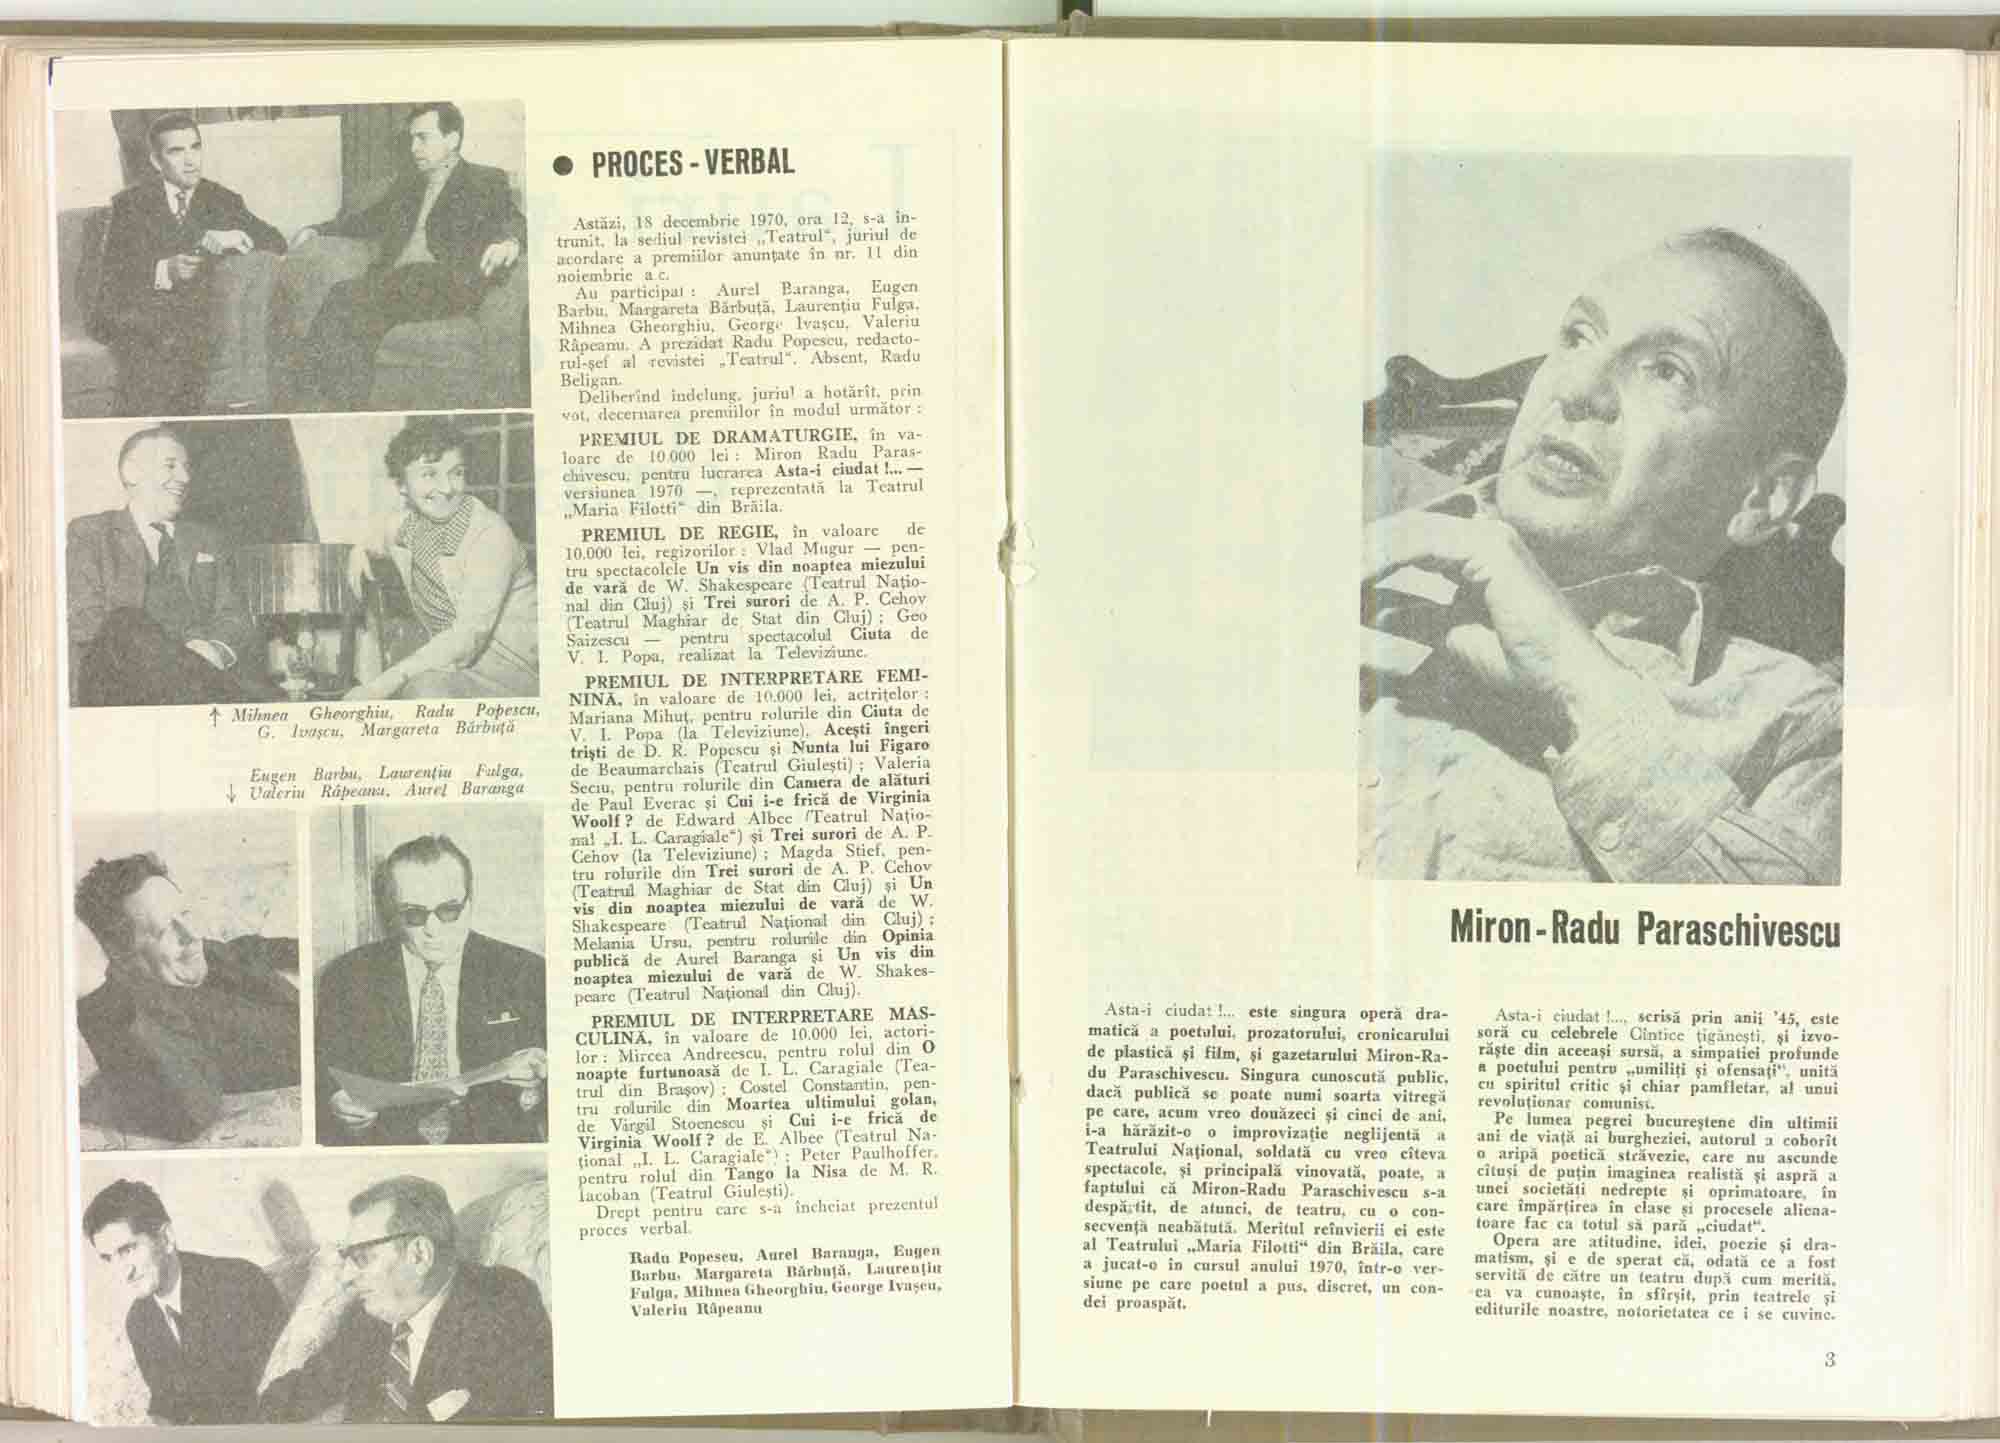 ● PROCES-VERBAL
Astăzi, 18 decembrie 1970, ora 12, s-a în-
trunit, la sediul revistei „Teatrul“, juriul de
acordare a premiilor anunțate în nr. 11 din
noiembrie a.c.
Au participat : Aurel Baranga, Eugen
Barbu, Margareta Bărbuță, Laurențiu Fulga,
Mihnea Gheorghiu, George Ivașcu, Valeriu
Râpeanu. A prezidat Radu Popescu, redacto-
rul-șef al revistei „Teatrul“. Absent, Radu
Beligan.
Deliberînd îndelung, juriul a hotărît, prin
vot, decernarea premiilor în modul următor :
PREMIUL DE DRAMATURGIE, în va-
loare de 10.000 lei : Miron Radu Paras-
chivescu, pentru lucrarea Asta-i ciudat !... —
versiunea 1970 —, reprezentată la Teatrul
„Maria Filotti“ din Brăila.
PREMIUL DE REGIE, în valoare de
10.000 lei, regizorilor : Vlad Mugur — pen-
tru spectacolele Un vis din noaptea miezului
de vară de W. Shakespeare (Teatrul Națio-
nal din Cluj) și Trei surori de A. P. Cehov
(Teatrul Maghiar de Stat din Cluj) ; Geo
Saizescu — pentru spectacolul Ciuta de
V. I. Popa, realizat la Televiziune.
PREMIUL DE INTERPRETARE FEMI-
NINĂ, în valoare de 10.000 lei, actrițelor :
Mariana Mihuț, pentru rolurile din Ciuta de
V. I. Popa (la Televiziune), Acești îngeri
triști de D. R. Popescu și Nunta lui Figaro
de Beaumarchais (Teatrul Giulești) ; Valeria
Seciu, pentru rolurile din Camera de alături
de Paul Everac și Cui i-e frică de Virginia
Woolf ? de Edward Albee (Teatrul Națio-
nal „I. L. Caragiale“) și Trei surori de A. P.
Cehov (la Televiziune) ; Magda Stief, pen-
tru rolurile din Trei surori de A. P. Cehov
(Teatrul Maghiar de Stat din Cluj) și Un
vis din noaptea miezului de vară de W.
Shakespeare (Teatrul Național din Cluj) ;
Melania Ursu, pentru rolurile din Opinia
publică de Aurel Baranga și Un vis din
noaptea miezului de vară de W. Shakes-
peare (Teatrul Național din Cluj).
PREMIUL DE INTERPRETARE MAS-
CULINĂ, în valoare de 10.000 lei, actori-
lor : Mircea Andreescu, pentru rolul din O
noapte furtunoasă de I. L. Caragiale (Tea-
trul din Brașov) ; Costel Constantin, pen-
tru rolurile din Moartea ultimului golan,
de Virgil Stoenescu și Cui i-e frică de
Virginia Woolf ? de E. Albee (Teatrul Na-
țional „I. L. Caragiale“) ; Peter Paulhoffer,
pentru rolul din Tango la Nisa de M. R.
Iacoban (Teatrul Giulești).
Drept pentru care s-a încheiat prezentul
proces verbal.
Radu Popescu, Aurel Baranga, Eugen
Barbu, Margareta Bărbuță, Laurențiu
Fulga, Mihnea Gheorghiu, George Ivașcu,
Valeriu Râpeanu
↑ Mihnea Gheorghiu, Radu Popescu,
G. Ivașcu, Margareta Bărbuță
Eugen Barbu, Laurențiu Fulga,
↓ Valeriu Râpeanu, Aurel Baranga
Miron-Radu Paraschivescu
Asta-i ciudat !... este singura operă dra-
matică a poetului, prozatorului, cronicarului
de plastică și film, și gazetarului Miron-Ra-
du Paraschivescu. Singura cunoscută public,
dacă publică se poate numi soarta vitregă
pe care, acum vreo douăzeci și cinci de ani,
i-a hărăzit-o o improvizație neglijentă a
Teatrului Național, soldată cu vreo cîteva
spectacole, și principală vinovată, poate, a
faptului că Miron-Radu Paraschivescu s-a
despărțit, de atunci, de teatru, cu o con-
secvență neabătută. Meritul reînvierii ei este
al Teatrului „Maria Filotti“ din Brăila, care
a jucat-o în cursul anului 1970, într-o ver-
siune pe care poetul a pus, discret, un con-
dei proaspăt.
Asta-i ciudat !..., scrisă prin anii '45, este
soră cu celebrele Cîntice țigănești, și izvo-
răște din aceeași sursă, a simpatiei profunde
a poetului pentru „umiliți și ofensați“, unită
cu spiritul critic și chiar pamfletar, al unui
revoluționar comunist.
Pe lumea pegrei bucureștene din ultimii
ani de viață ai burgheziei, autorul a coborît
o aripă poetică străvezie, care nu ascunde
cîtuși de puțin imaginea realistă și aspră a
unei societăți nedrepte și oprimatoare, în
care împărțirea în clase și procesele aliena-
toare fac ca totul să pară „ciudat“.
Opera are atitudine, idei, poezie și dra-
matism, și e de sperat că, odată ce a fost
servită de către un teatru după cum merită,
ea va cunoaște, în sfîrșit, prin teatrele și
editurile noastre, notorietatea ce i se cuvine.
3